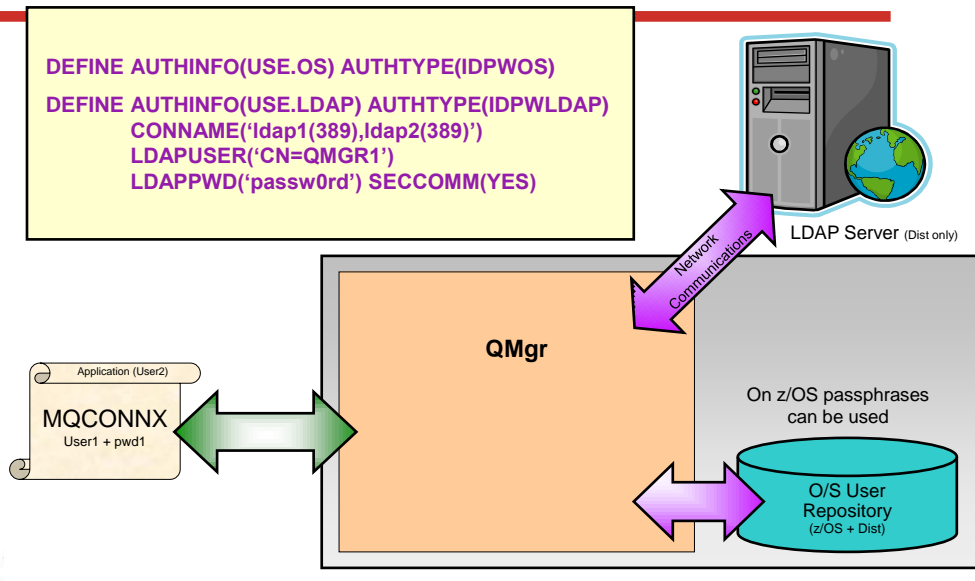 DEFINE AUTHINFO(USE.OS) AUTHTYPE(IDPWOS)
DEFINE AUTHINFO(USE.LDAP) AUTHTYPE(IDPWLDAP)
CONNAME(‘ldap1(389),ldap2(389)’)
LDAPUSER(‘CN=QMGR1’)
LDAPPWD(‘passw0rd’) SECCOMM(YES)
LDAP Server (Dist only)
Network
Communications
QMgr
Application (User2)
MQCONNX
User1 + pwd1
On z/OS passphrases
can be used
O/S User
Repository
(z/OS + Dist)